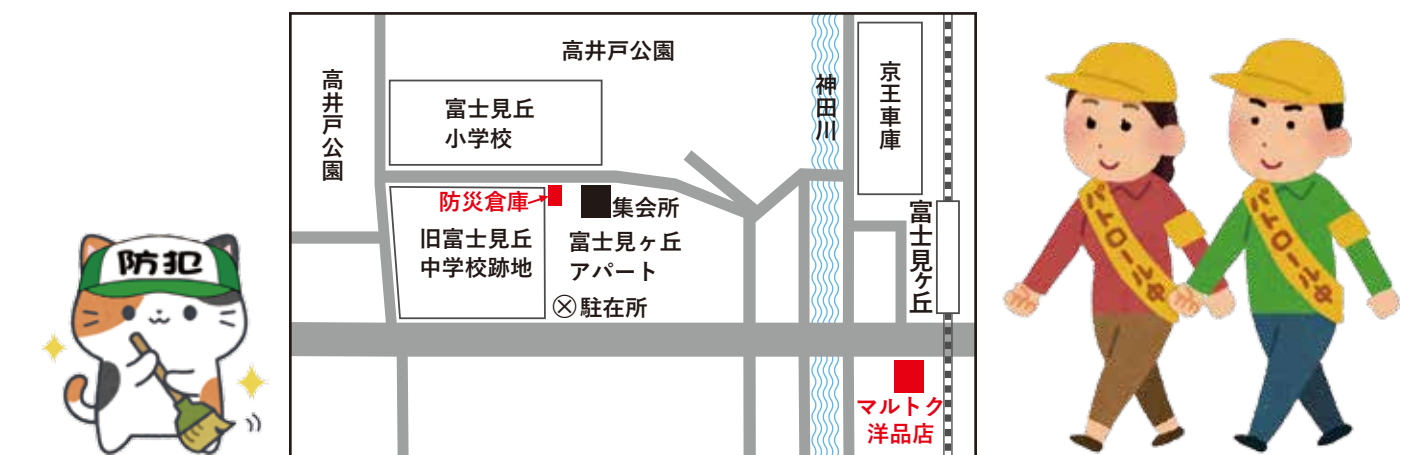 防犯
高井戸公園
高井戸公園
富士見丘
小学校
神田川
京王車庫
防災倉庫
集会所
旧富士見丘
中学校跡地
富士見ヶ丘
アパート
駐在所
富士見ケ丘
マルトク
洋品店
パトロール中
パトロール中